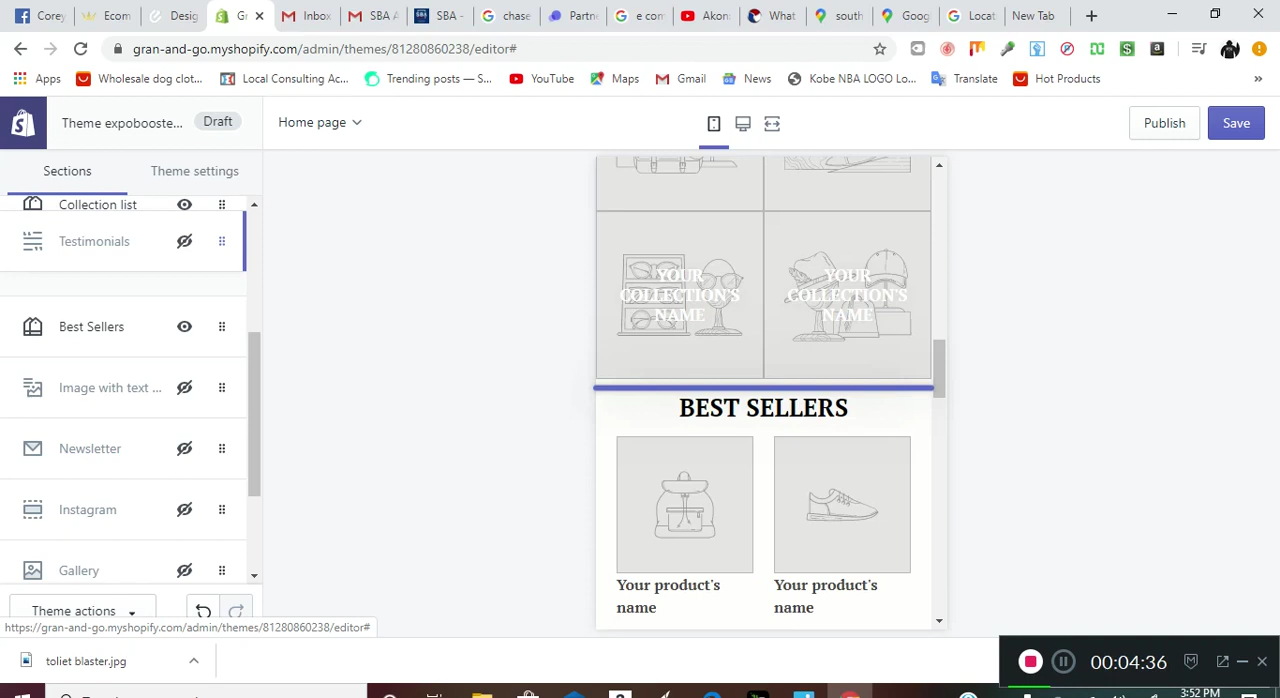 Corey
Ecom
Desig
Gr
Inbox
SBA A
SBA -
chase
Partne
e com
Akon
What
south
Goog
Locat
New Tab
gran-and-go.myshopify.com/admin/themes/81280860238/editor#
Apps
Wholesale dog clot...
Local Consulting Ac...
Trending posts — S...
YouTube
Maps
Gmail
News
Kobe NBA LOGO Lo...
Translate
Hot Products
Theme expobooste...
Draft
Home page
Publish
Save
Sections
Theme settings
Collection list
Testimonials
Best Sellers
Image with text ...
Newsletter
Instagram
Gallery
Theme actions
https://gran-and-go.myshopify.com/admin/themes/81280860238/editor#
YOUR
COLLECTION'S
NAME
YOUR
COLLECTION'S
NAME
BEST SELLERS
Your product's
name
Your product's
name
toliet blaster.jpg
00:04:36
3:52 PM